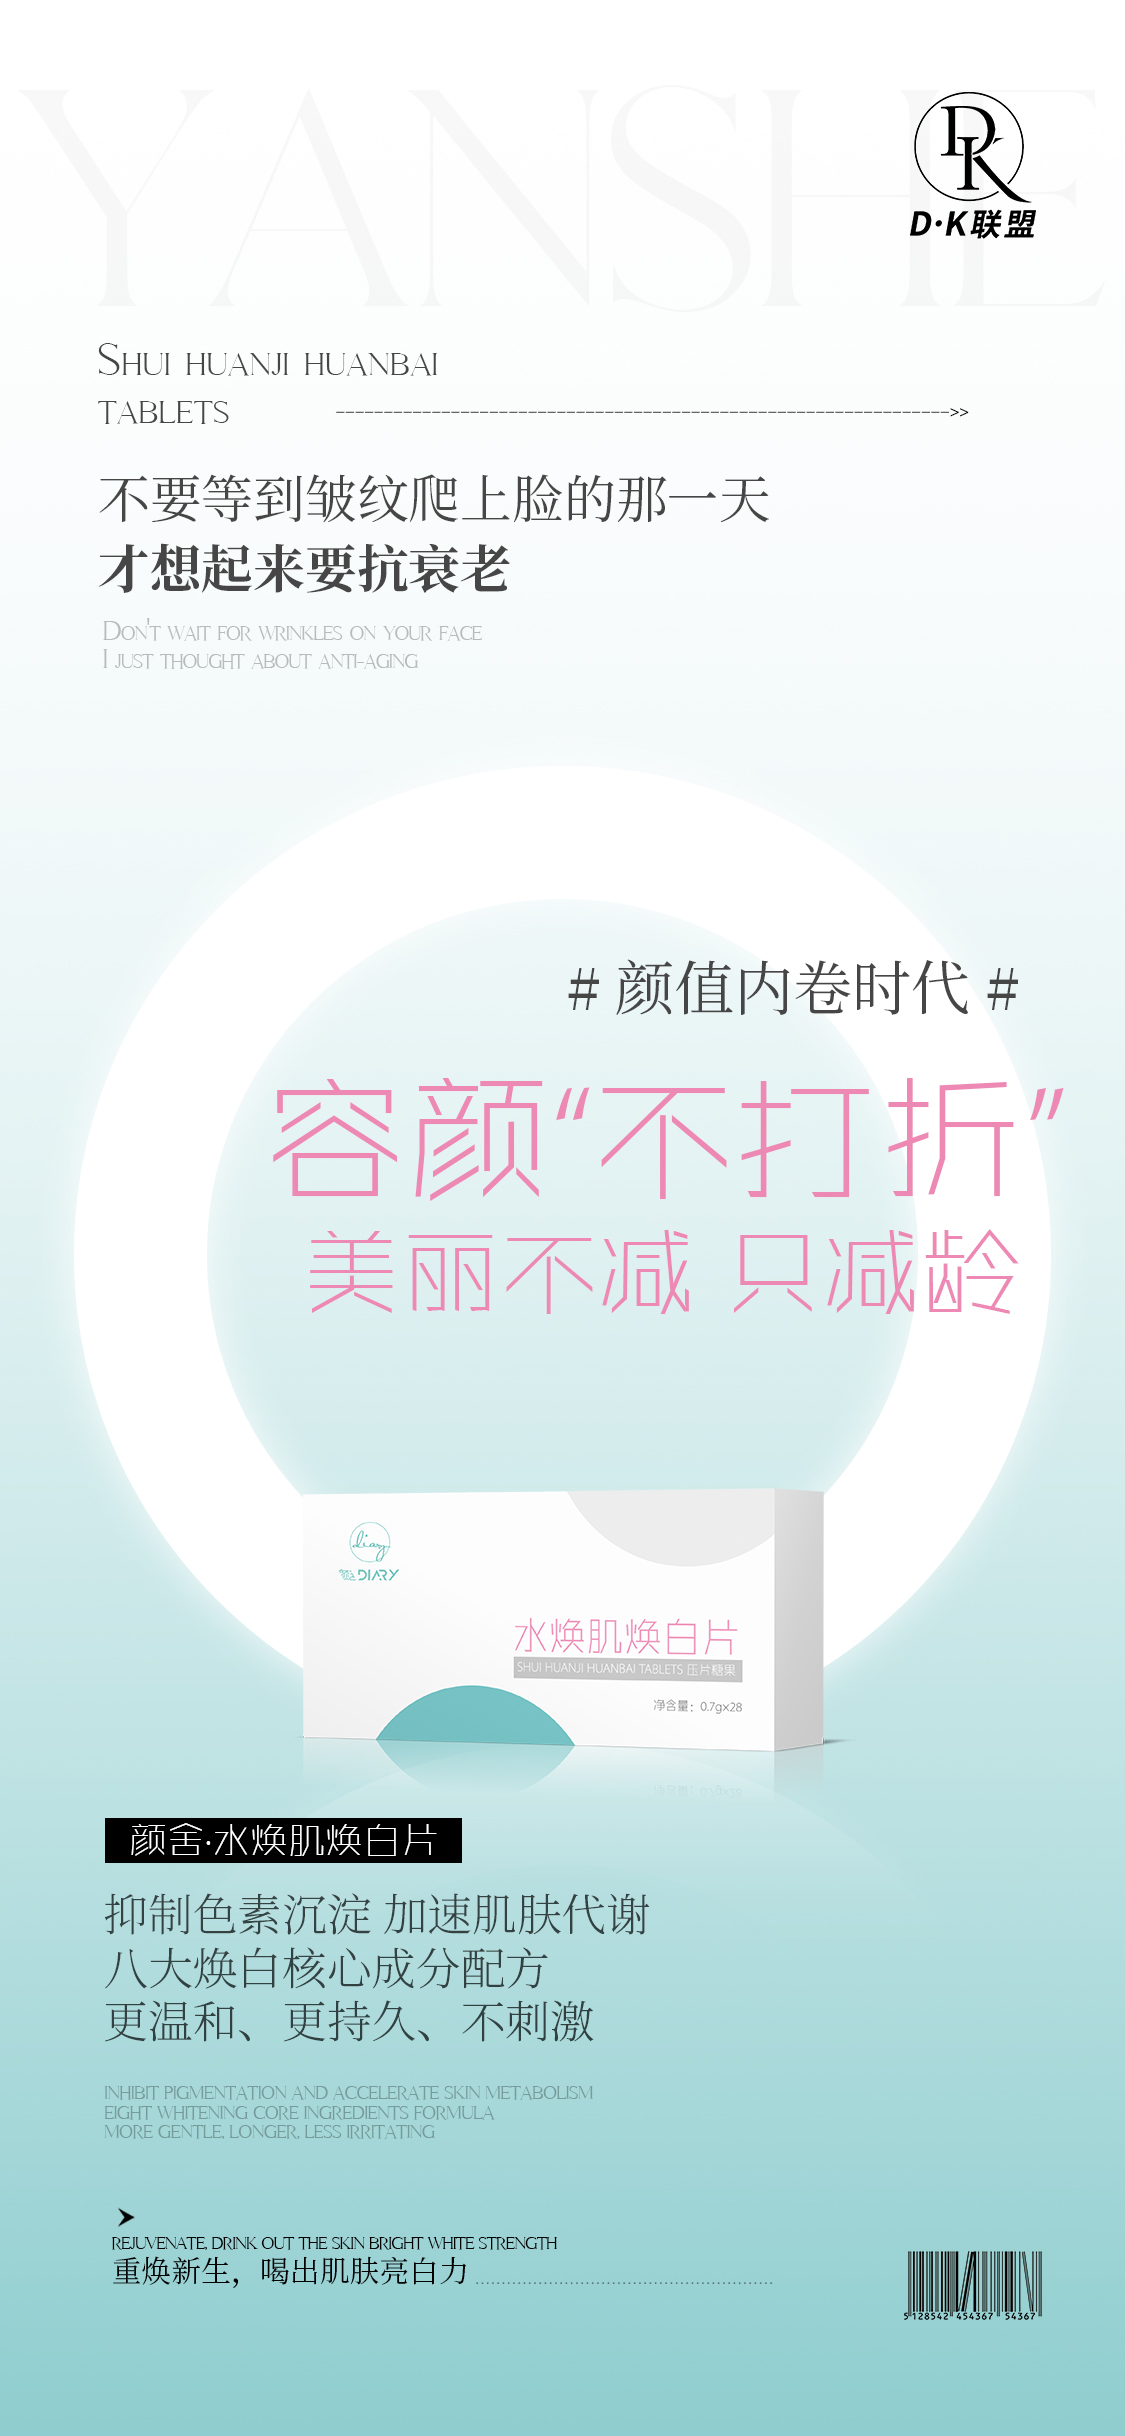 YANSHE
DK
D·K联盟
SHUI HUANJI HUANBAI
TABLETS
>>
不要等到皱纹爬上脸的那一天
才想起来要抗衰老
DON'T WAIT FOR WRINKLES ON YOUR FACE
I JUST THOUGHT ABOUT ANTI-AGING
# 颜值内卷时代 #
容颜“不打折”
美丽不减 只减龄
diary
DIARY
水焕肌焕白片
SHUI HUANJI HUANBAI TABLETS 压片糖果
净含量：0.7g×28
颜舍·水焕肌焕白片
抑制色素沉淀 加速肌肤代谢
八大焕白核心成分配方
更温和、更持久、不刺激
INHIBIT PIGMENTATION AND ACCELERATE SKIN METABOLISM
EIGHT WHITENING CORE INGREDIENTS FORMULA
MORE GENTLE, LONGER, LESS IRRITATING
REJUVENATE, DRINK OUT THE SKIN BRIGHT WHITE STRENGTH
重焕新生，喝出肌肤亮白力
5 128542 454367 54367